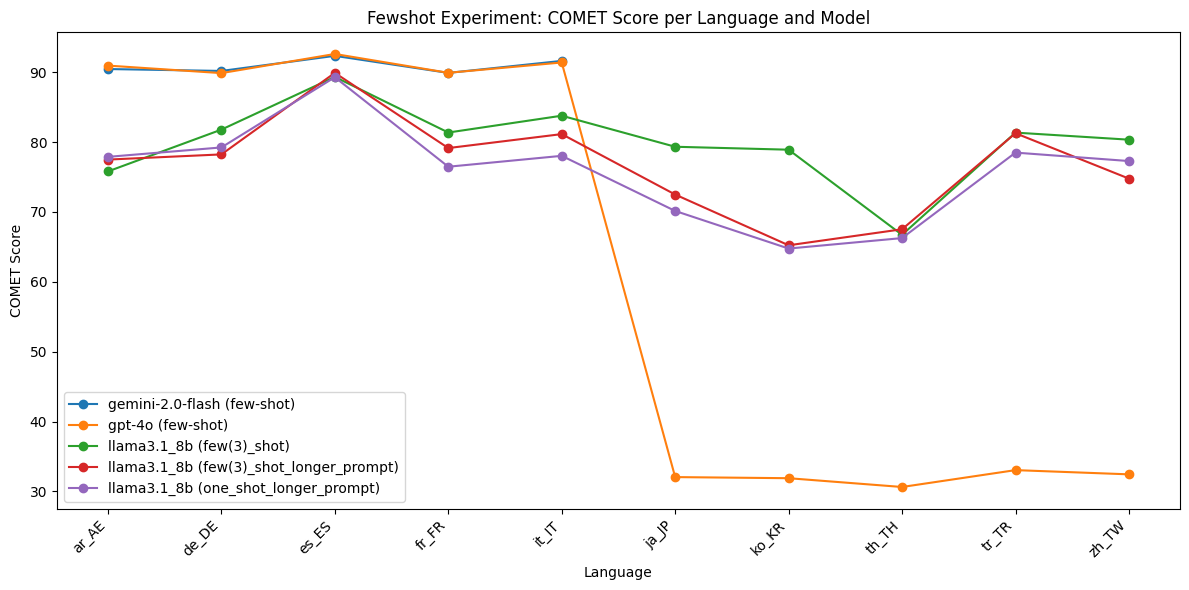 Fewshot Experiment: COMET Score per Language and Model
COMET Score
90
80
70
60
50
40
30
gemini-2.0-flash (few-shot)
gpt-4o (few-shot)
llama3.1_8b (few(3)_shot)
llama3.1_8b (few(3)_shot_longer_prompt)
llama3.1_8b (one_shot_longer_prompt)
ar_AE
de_DE
es_ES
fr_FR
it_IT
ja_JP
ko_KR
th_TH
tr_TR
zh_TW
Language